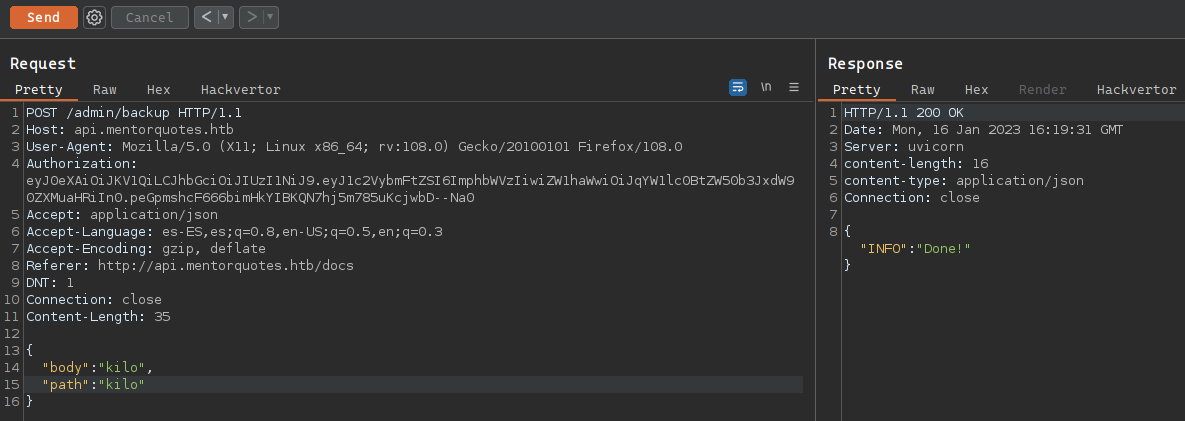 Send Cancel < ▼ > ▼
Request
Pretty Raw Hex Hackvertor \n ≡
1 POST /admin/backup HTTP/1.1
2 Host: api.mentorquotes.htb
3 User-Agent: Mozilla/5.0 (X11; Linux x86_64; rv:108.0) Gecko/20100101 Firefox/108.0
4 Authorization:
eyJ0eXAiOiJKV1QiLCJhbGciOiJIUzI1NiJ9.eyJ1c2VybmFtZSI6ImphbWVzIiwiZW1haWwiOiJqYW1lc0BtZW50b3JxdW9
0ZXMuaHRiIn0.peGpmshcF666bimHkYIBKQN7hj5m785uKcjwbD--Na0
5 Accept: application/json
6 Accept-Language: es-ES,es;q=0.8,en-US;q=0.5,en;q=0.3
7 Accept-Encoding: gzip, deflate
8 Referer: http://api.mentorquotes.htb/docs
9 DNT: 1
10 Connection: close
11 Content-Length: 35
12
13 {
14 "body":"kilo",
15 "path":"kilo"
16 }
Response
Pretty Raw Hex Render Hackvertor
1 HTTP/1.1 200 OK
2 Date: Mon, 16 Jan 2023 16:19:31 GMT
3 Server: uvicorn
4 content-length: 16
5 content-type: application/json
6 Connection: close
7
8 {
"INFO":"Done!"
}